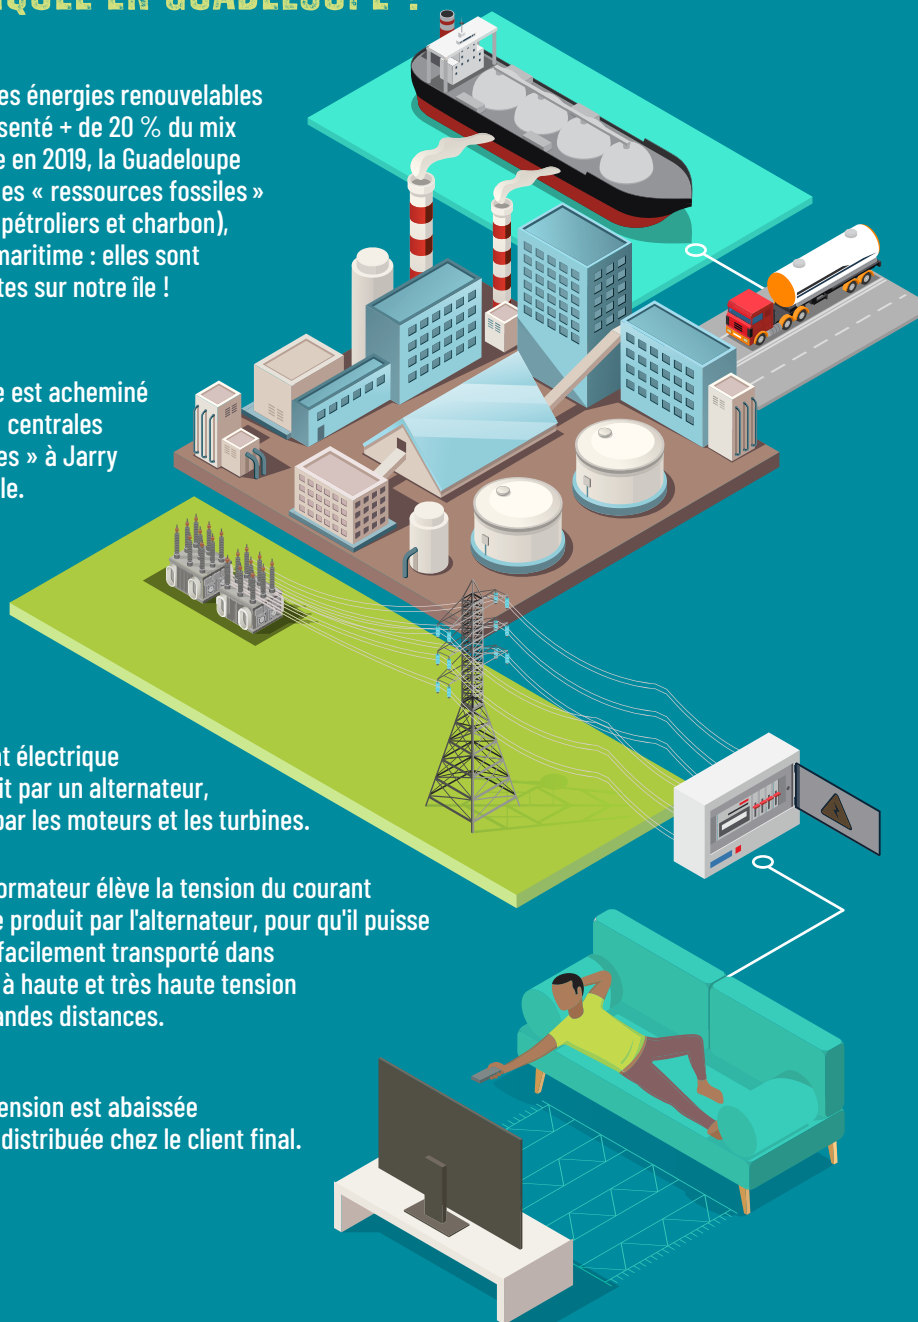 EN GUADELOUPE ?
es énergies renouvelables
senté + de 20 % du mix
e en 2019, la Guadeloupe
es « ressources fossiles »
pétroliers et charbon),
maritime : elles sont
tes sur notre île !
e est acheminé
centrales
es » à Jarry
le.
t électrique
it par un alternateur,
par les moteurs et les turbines.
ormateur élève la tension du courant
e produit par l'alternateur, pour qu'il puisse
facilement transporté dans
à haute et très haute tension
andes distances.
ension est abaissée
distribuée chez le client final.